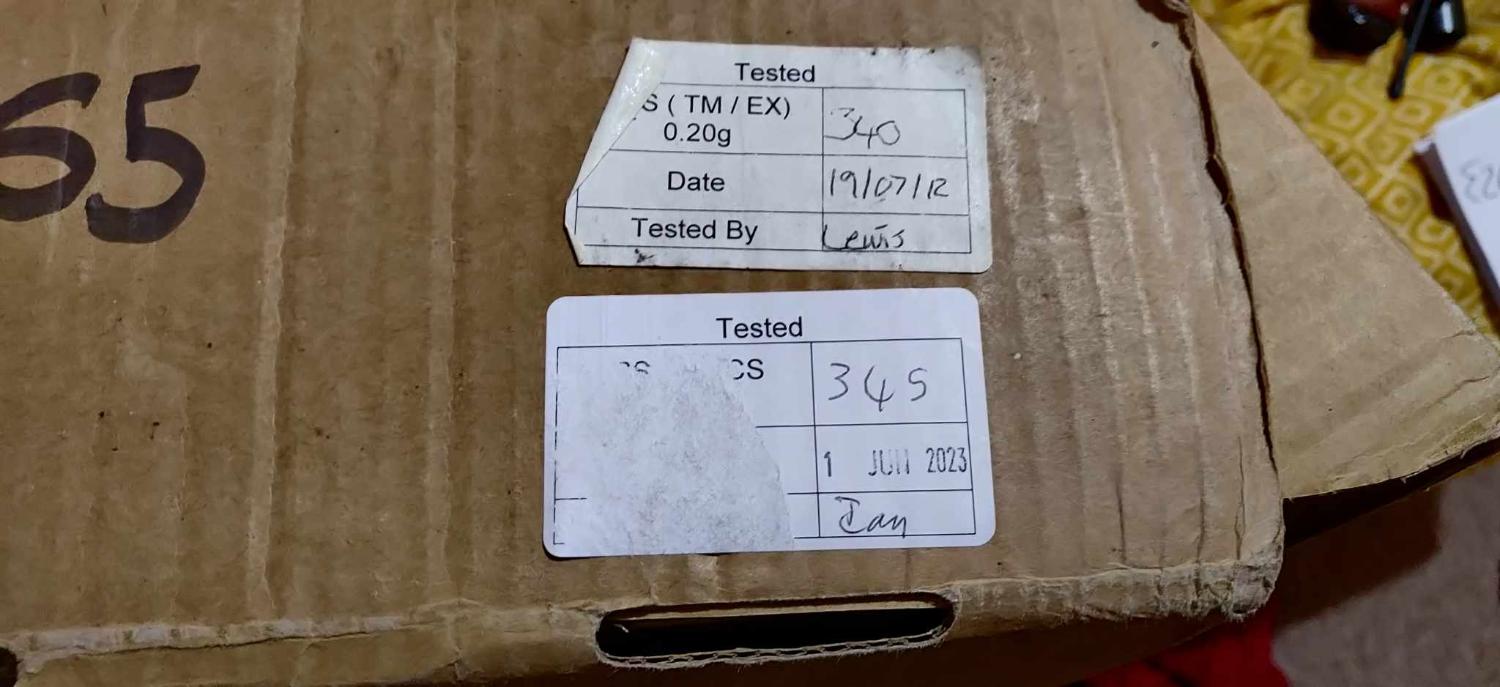 65
Tested
S ( TM / EX)
0.20g
340
Date
19/07/12
Tested By
Lewis
Tested
CS
345
1 JUN 2023